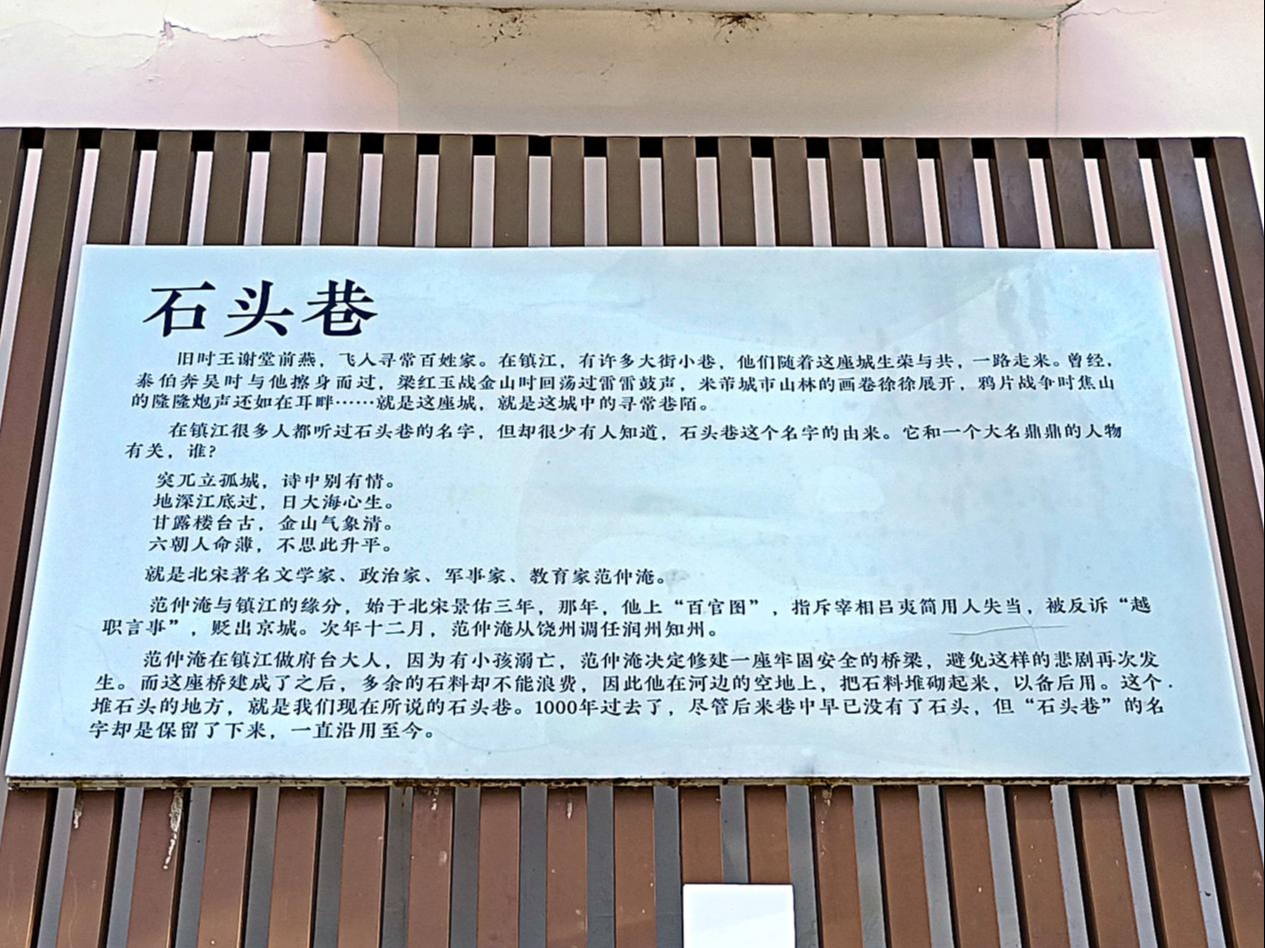 石头巷
旧时王谢堂前燕，飞入寻常百姓家。在镇江，有许多大街小巷，他们随着这座城生荣与共，一路走来。曾经，
泰伯奔吴时与他擦身而过，梁红玉战金山时回荡过雷雷鼓声，米芾城市山林的画卷徐徐展开，鸦片战争时焦山
的隆隆炮声还如在耳畔……就是这座城，就是这城中的寻常巷陌。
在镇江很多人都听过石头巷的名字，但却很少有人知道，石头巷这个名字的由来。它和一个大名鼎鼎的人物
有关，谁？
突兀立孤城，诗中别有情。
地深江底过，日大海心生。
甘露楼台古，金山气象清。
六朝人命薄，不思此升平。
就是北宋著名文学家、政治家、军事家、教育家范仲淹。
范仲淹与镇江的缘分，始于北宋景佑三年，那年，他上“百官图”，指斥宰相吕夷简用人失当，被反诉“越
职言事”，贬出京城。次年十二月，范仲淹从饶州调任润州知州。
范仲淹在镇江做府台大人，因为有小孩溺亡，范仲淹决定修建一座牢固安全的桥梁，避免这样的悲剧再次发
生。而这座桥建成了之后，多余的石料却不能浪费，因此他在河边的空地上，把石料堆砌起来，以备后用。这个
堆石头的地方，就是我们现在所说的石头巷。1000年过去了，尽管后来巷中早已没有了石头，但“石头巷”的名
字却是保留了下来，一直沿用至今。